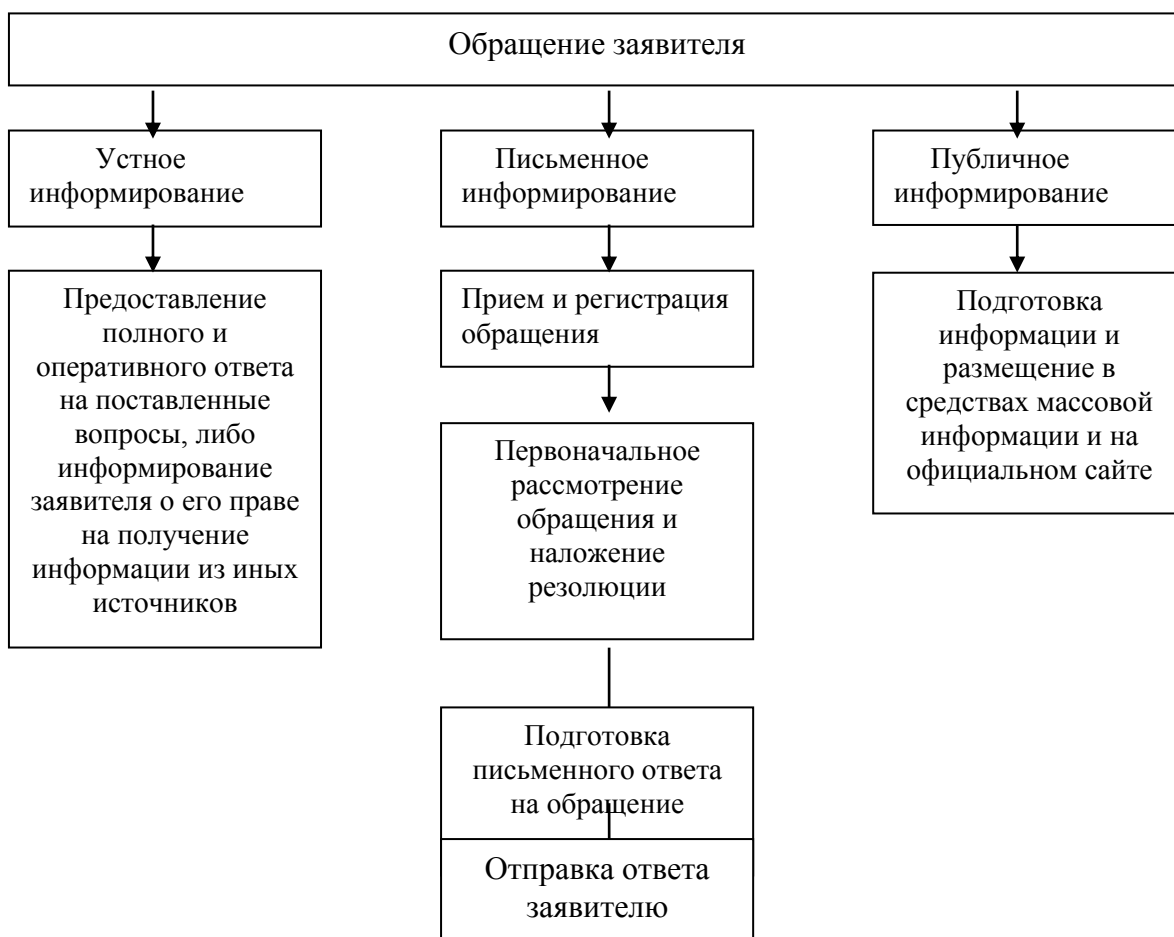 Обращение заявителя
Устное
информирование
Письменное
информирование
Публичное
информирование
Предоставление
полного и
оперативного ответа
на поставленные
вопросы, либо
информирование
заявителя о его праве
на получение
информации из иных
источников
Прием и регистрация
обращения
Подготовка
информации и
размещение в
средствах массовой
информации и на
официальном сайте
Первоначальное
рассмотрение
обращения и
наложение
резолюции
Подготовка
письменного ответа
на обращение
Отправка ответа
заявителю